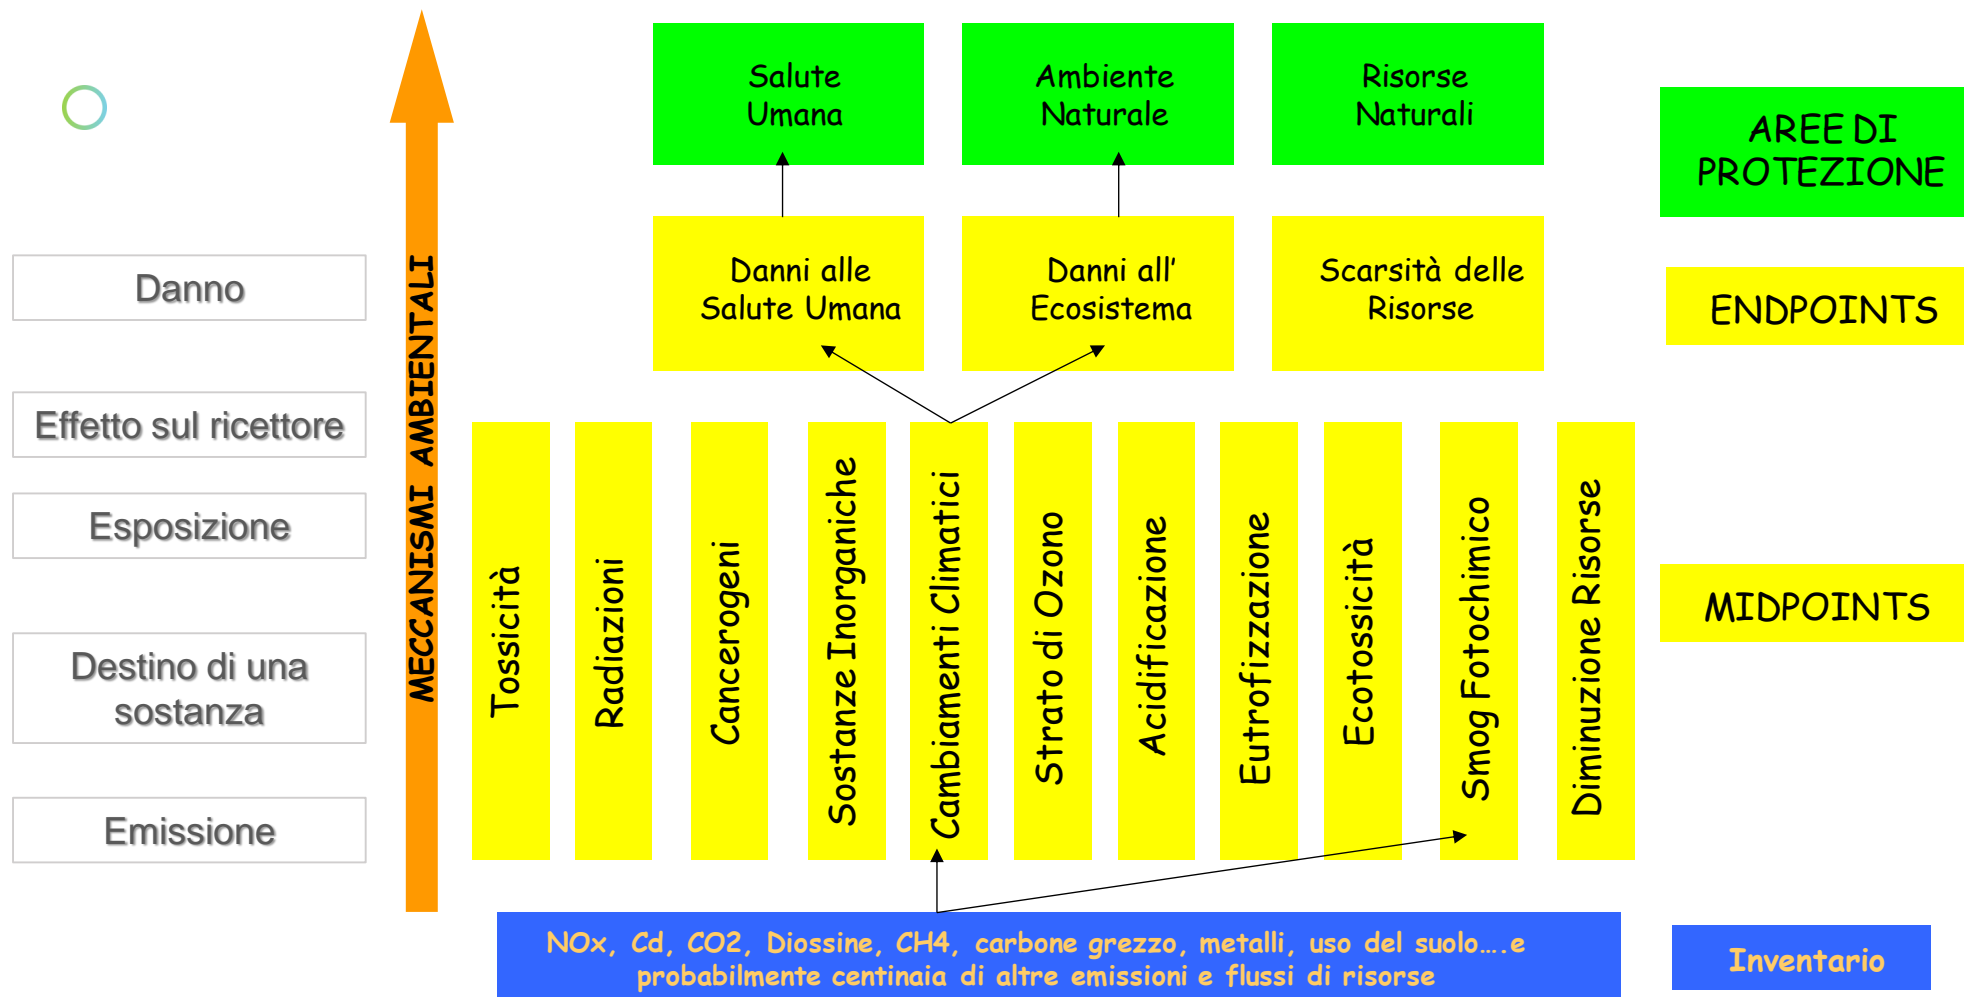 Salute
Umana
Ambiente
Naturale
Risorse
Naturali
AREE DI
PROTEZIONE
Danni alle
Salute Umana
Danni all'
Ecosistema
Scarsità delle
Risorse
ENDPOINTS
Danno
Effetto sul ricettore
Esposizione
Destino di una
sostanza
Emissione
MECCANISMI AMBIENTALI
Tossicità
Radiazioni
Cancerogeni
Sostanze Inorganiche
Cambiamenti Climatici
Strato di Ozono
Acidificazione
Eutrofizzazione
Ecotossicità
Smog Fotochimico
Diminuzione Risorse
MIDPOINTS
NOx, Cd, CO2, Diossine, CH4, carbone grezzo, metalli, uso del suolo....e
probabilmente centinaia di altre emissioni e flussi di risorse
Inventario